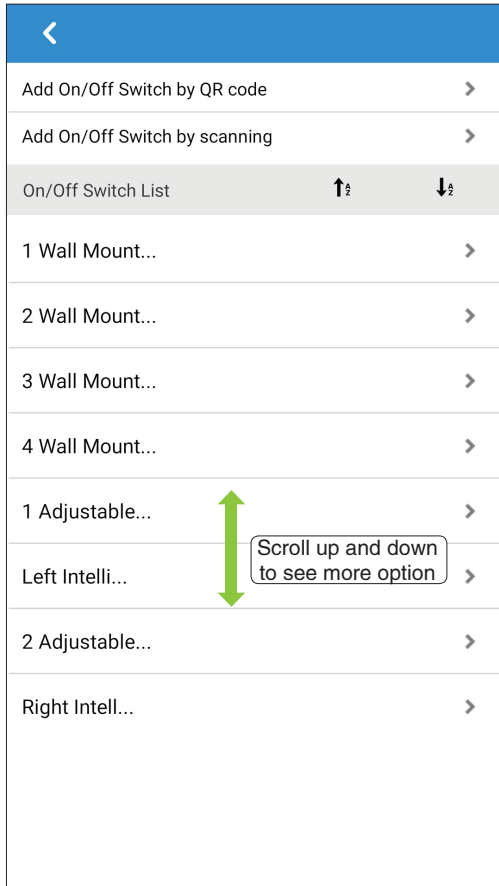 Add On/Off Switch by QR code
Add On/Off Switch by scanning
On/Off Switch List
1 Wall Mount...
2 Wall Mount...
3 Wall Mount...
4 Wall Mount...
1 Adjustable...
Scroll up and down
to see more option
Left Intelli...
2 Adjustable...
Right Intell...